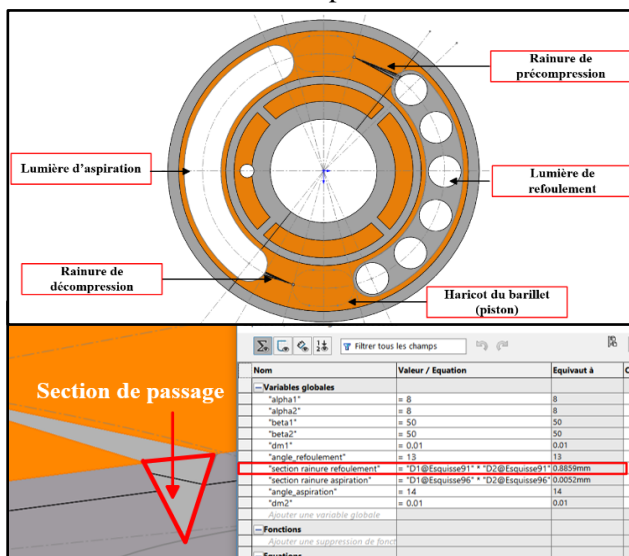 Rainure de
précompression
Lumière d'aspiration
Lumière de
refoulement
Rainure de
décompression
Haricot du barillet
(piston)
Section de passage
Filtrer tous les champs
Nom Valeur / Equation Equivaut à
Variables globales
"alpha1" = 8 8
"alpha2" = 8 8
"beta1" = 50 50
"beta2" = 50 50
"dm1" = 0.01 0.01
"angle_refoulement" = 13 13
"section rainure refoulement" = "D1@Esquisse91" * "D2@Esquisse91" 0.8859mm
"section rainure aspiration" = "D1@Esquisse96" * "D2@Esquisse96" 0.0052mm
"angle_aspiration" = 14 14
"dm2" = 0.01 0.01
Ajouter une variable globale
Fonctions
Ajouter une suppression de fonct